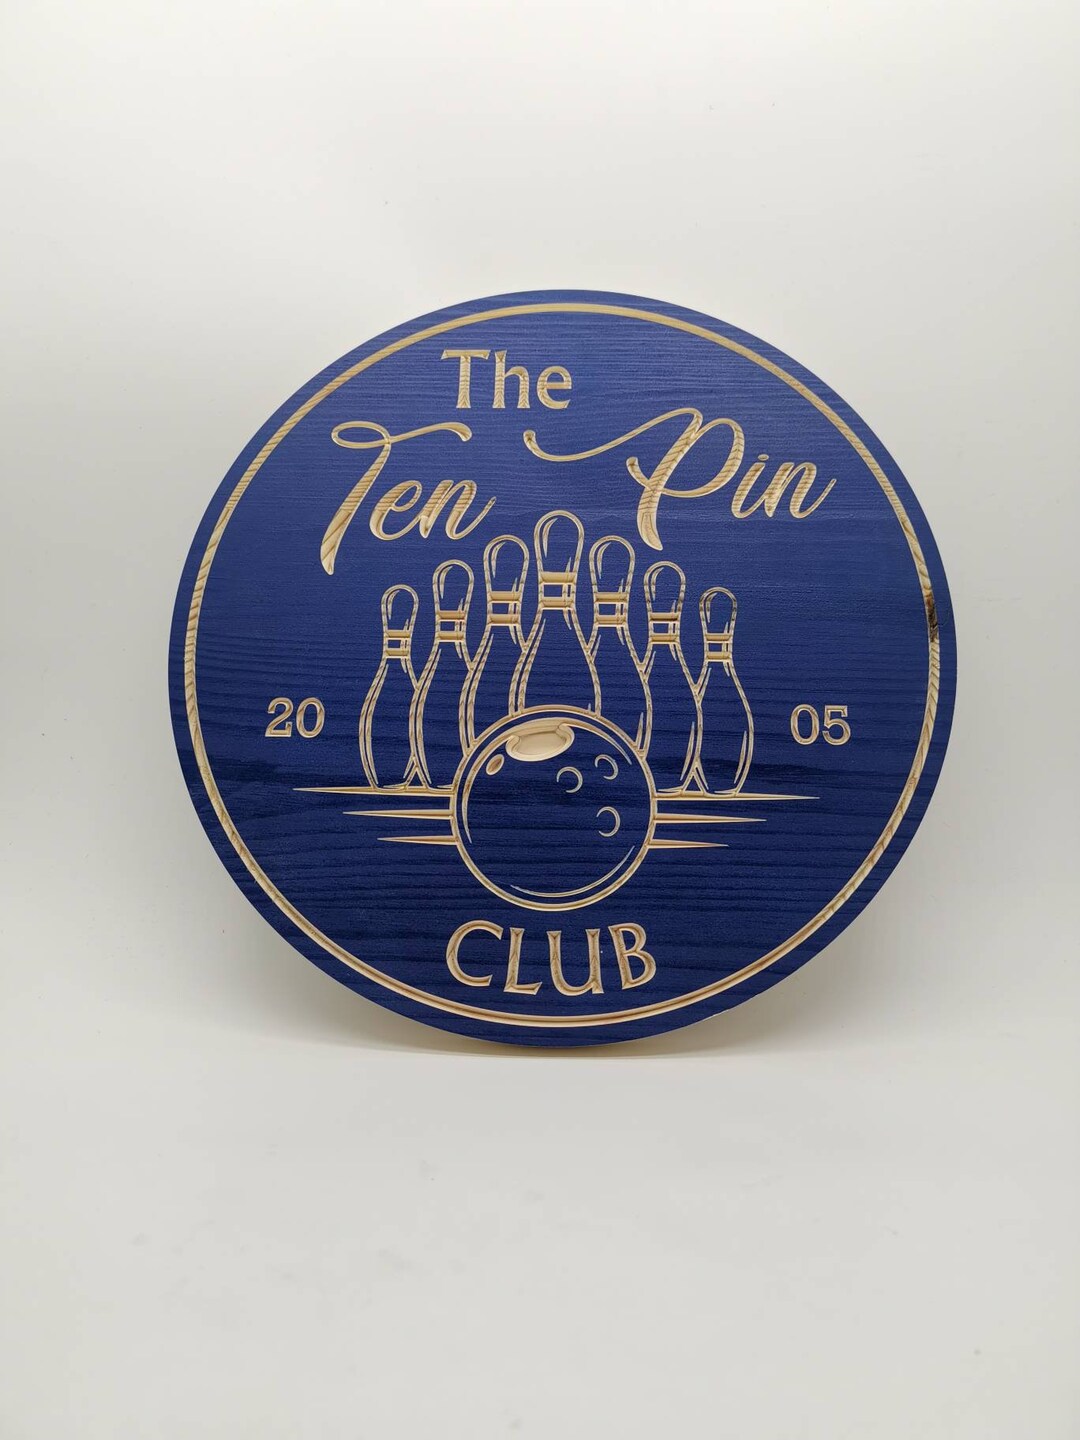 The
Ten Pin
20 05
CLUB